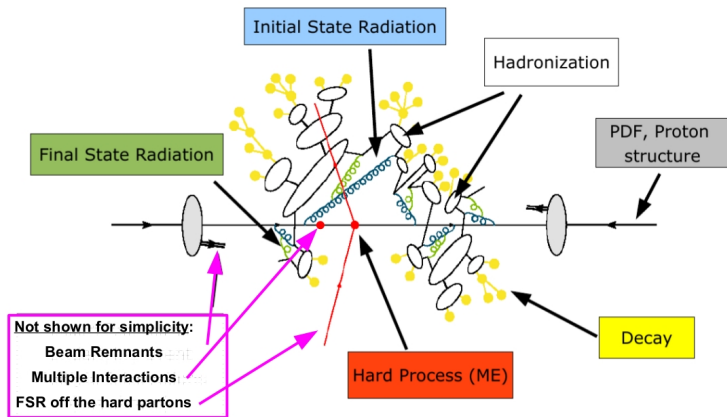 Initial State Radiation
Hadronization
PDF, Proton
structure
Final State Radiation
Not shown for simplicity:
Beam Remnants
Multiple Interactions
FSR off the hard partons
Hard Process (ME)
Decay